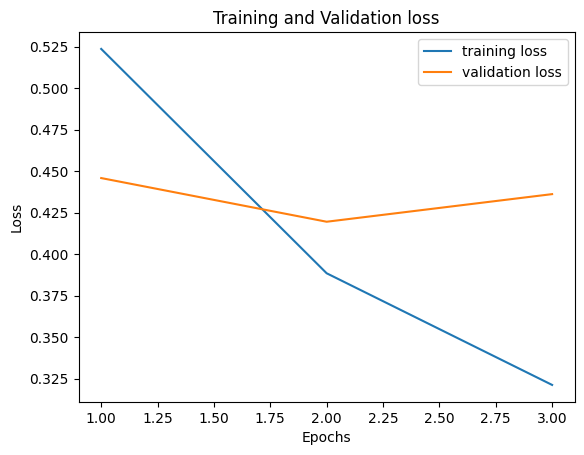 Training and Validation loss
training loss
validation loss
0.525
0.500
0.475
0.450
0.425
0.400
0.375
0.350
0.325
Loss
1.00 1.25 1.50 1.75 2.00 2.25 2.50 2.75 3.00
Epochs